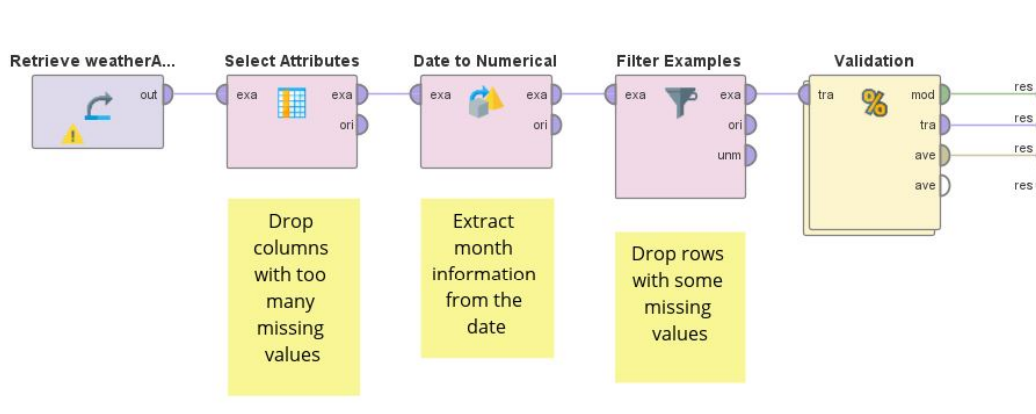 Retrieve weatherA...
Select Attributes
Date to Numerical
Filter Examples
Validation
out
exa
exa
ori
exa
exa
ori
exa
exa
ori
unm
tra
mod
tra
ave
ave
res
res
res
res
Drop
columns
with too
many
missing
values
Extract
month
information
from the
date
Drop rows
with some
missing
values